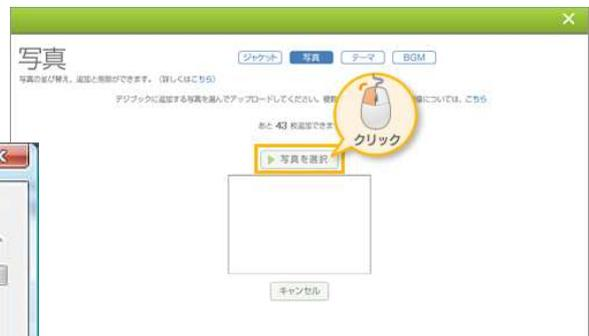 写真
ジャケット 写真 テーマ BGM
写真の並び替え、追加と削除ができます。(詳しくはこちら)
デジブックに追加する写真を選んでアップロードしてください。 については、こちら
あと 43 枚追加できま
クリック
写真を選択
キャンセル